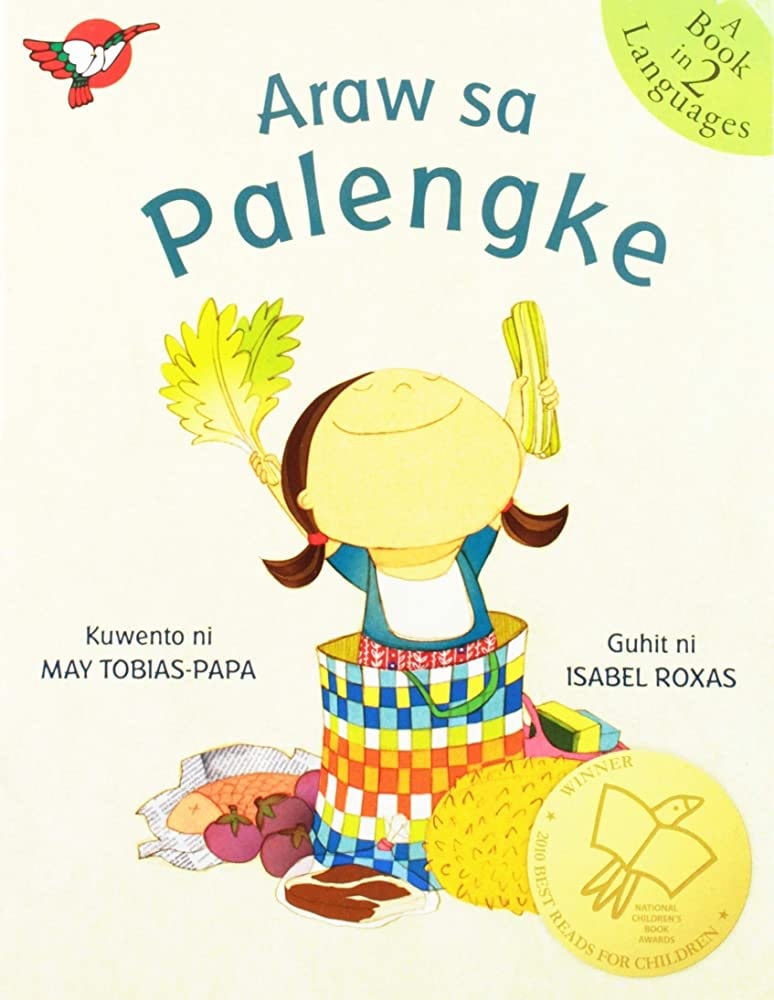 A
Book
in 2
Languages
Araw sa
Palengke
Kuwento ni
MAY TOBIAS-PAPA
Guhit ni
ISABEL ROXAS
WINNER
2010 BEST READS FOR CHILDREN
NATIONAL
CHILDREN'S
BOOK
AWARDS